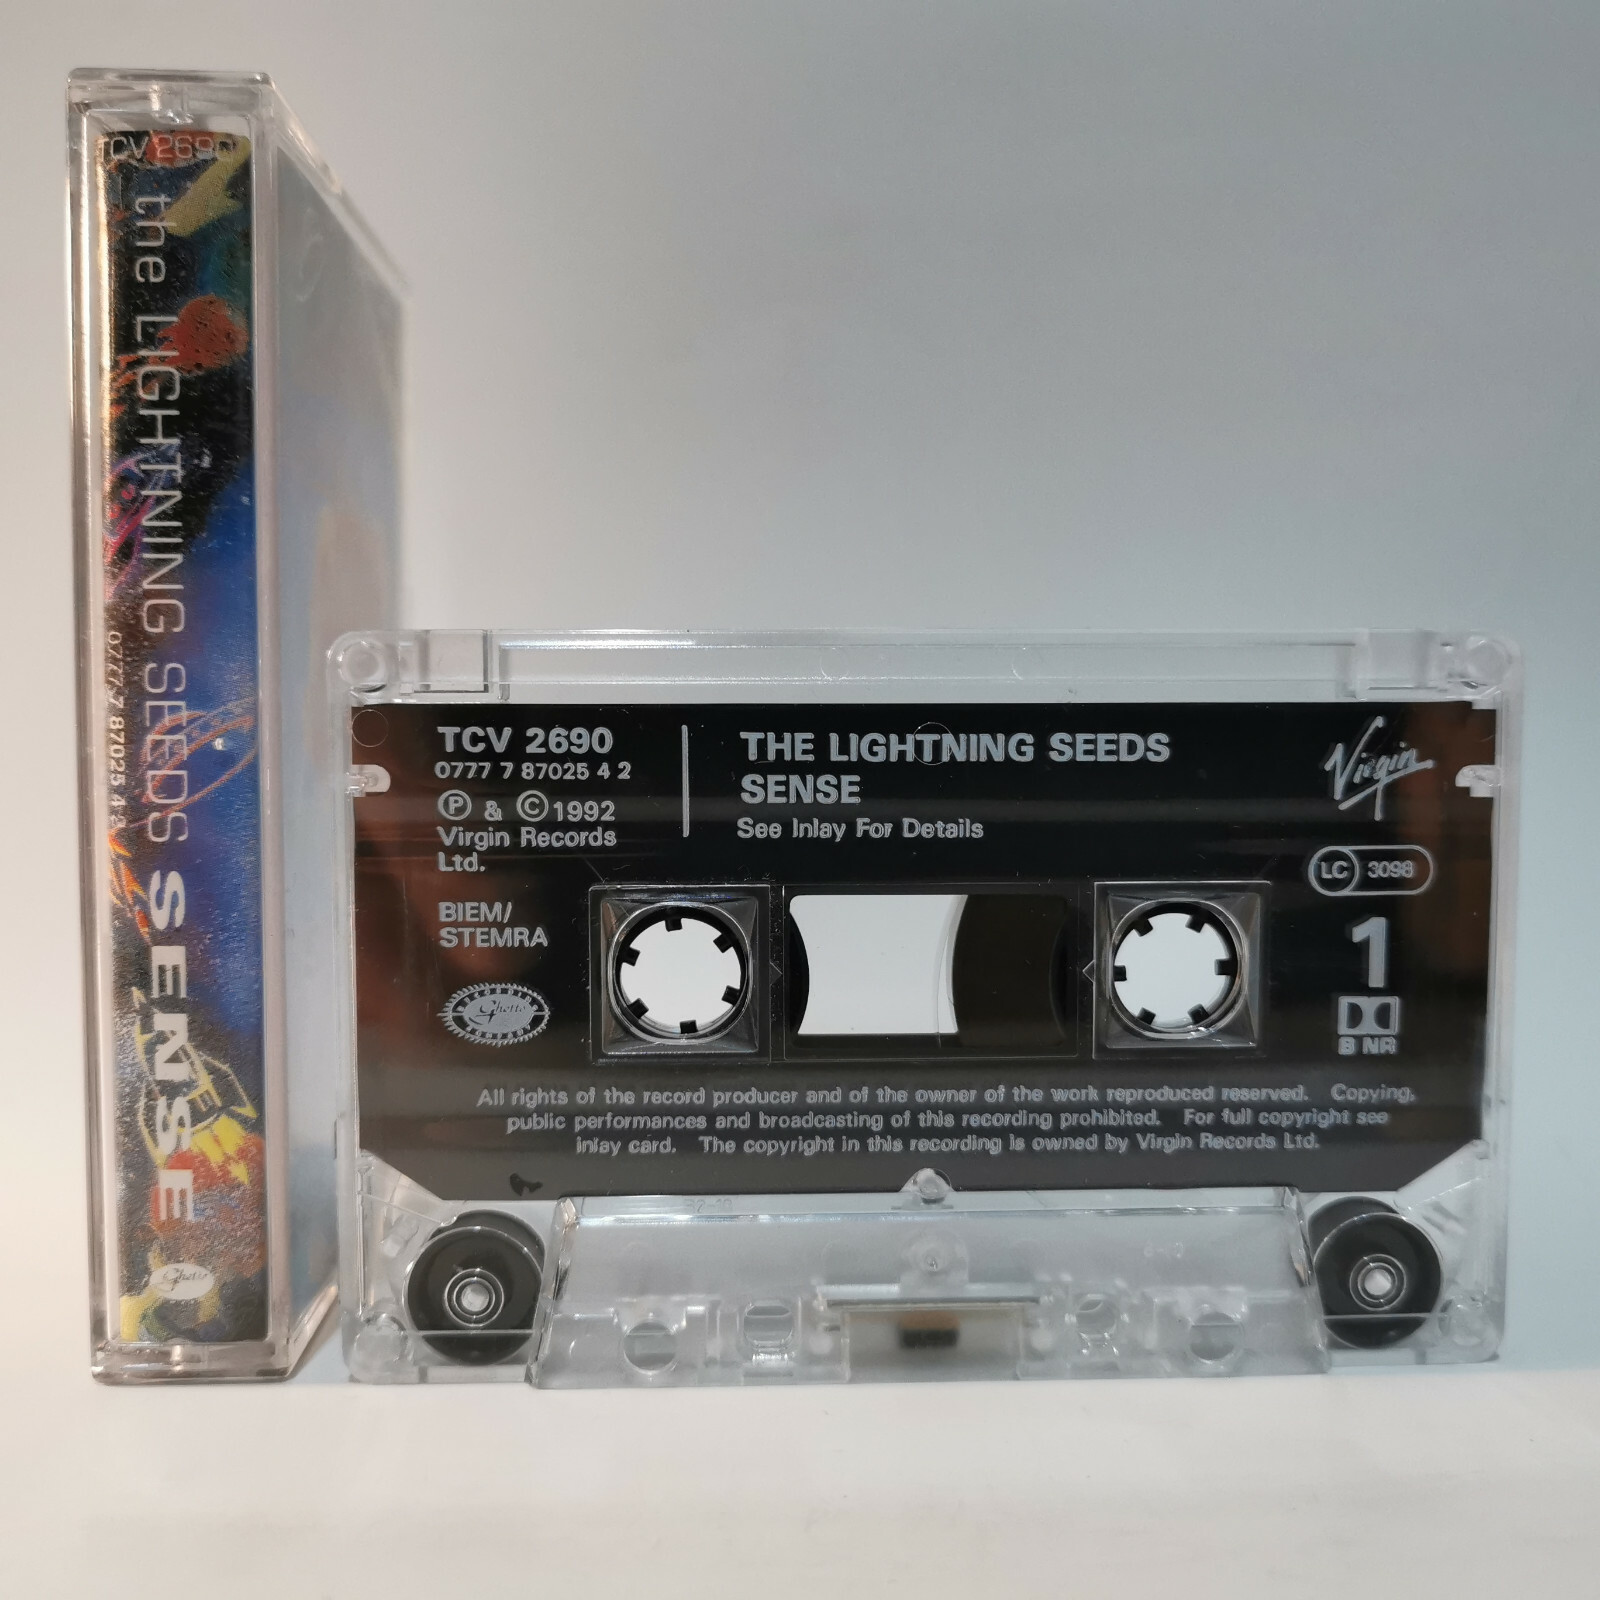 TCV 2690
the LIGHTNING SEEDS SENSE
0777 7 87025 4 2
Ghetto
TCV 2690
0777 7 87025 4 2
Ⓟ & ©1992
Virgin Records
Ltd.
BIEM/
STEMRA
RECORDING
Ghetto
COMPANY
THE LIGHTNING SEEDS
SENSE
See Inlay For Details
Virgin
LC 3098
1
B NR
All rights of the record producer and of the owner of the work reproduced reserved. Copying,
public performances and broadcasting of this recording prohibited. For full copyright see
inlay card. The copyright in this recording is owned by Virgin Records Ltd.